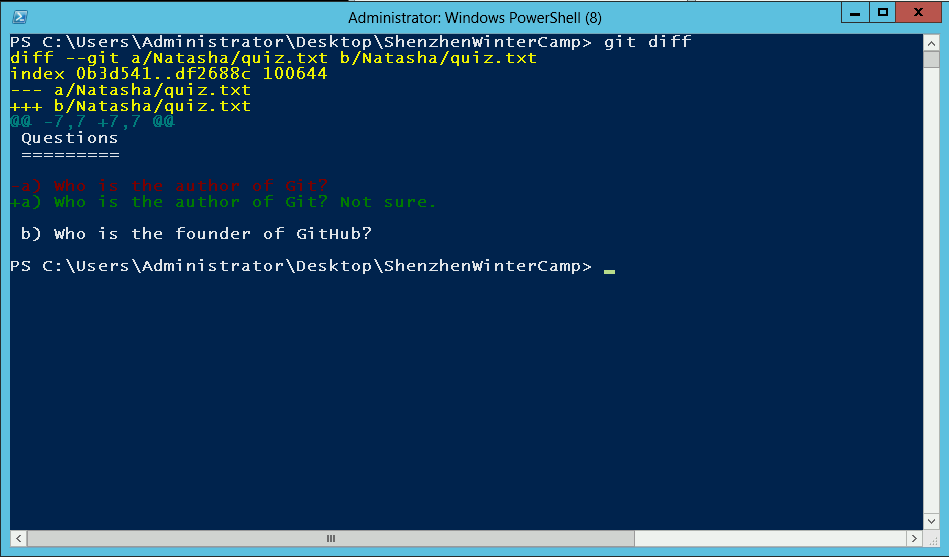 Administrator: Windows PowerShell (8)
PS C:\Users\Administrator\Desktop\ShenzhenWinterCamp> git diff
diff --git a/Natasha/quiz.txt b/Natasha/quiz.txt
index 0b3d541..df2688c 100644
--- a/Natasha/quiz.txt
+++ b/Natasha/quiz.txt
@@ -7,7 +7,7 @@
 Questions
 =========
-a) Who is the author of Git?
+a) Who is the author of Git? Not sure.
 b) Who is the founder of GitHub?
PS C:\Users\Administrator\Desktop\ShenzhenWinterCamp> _